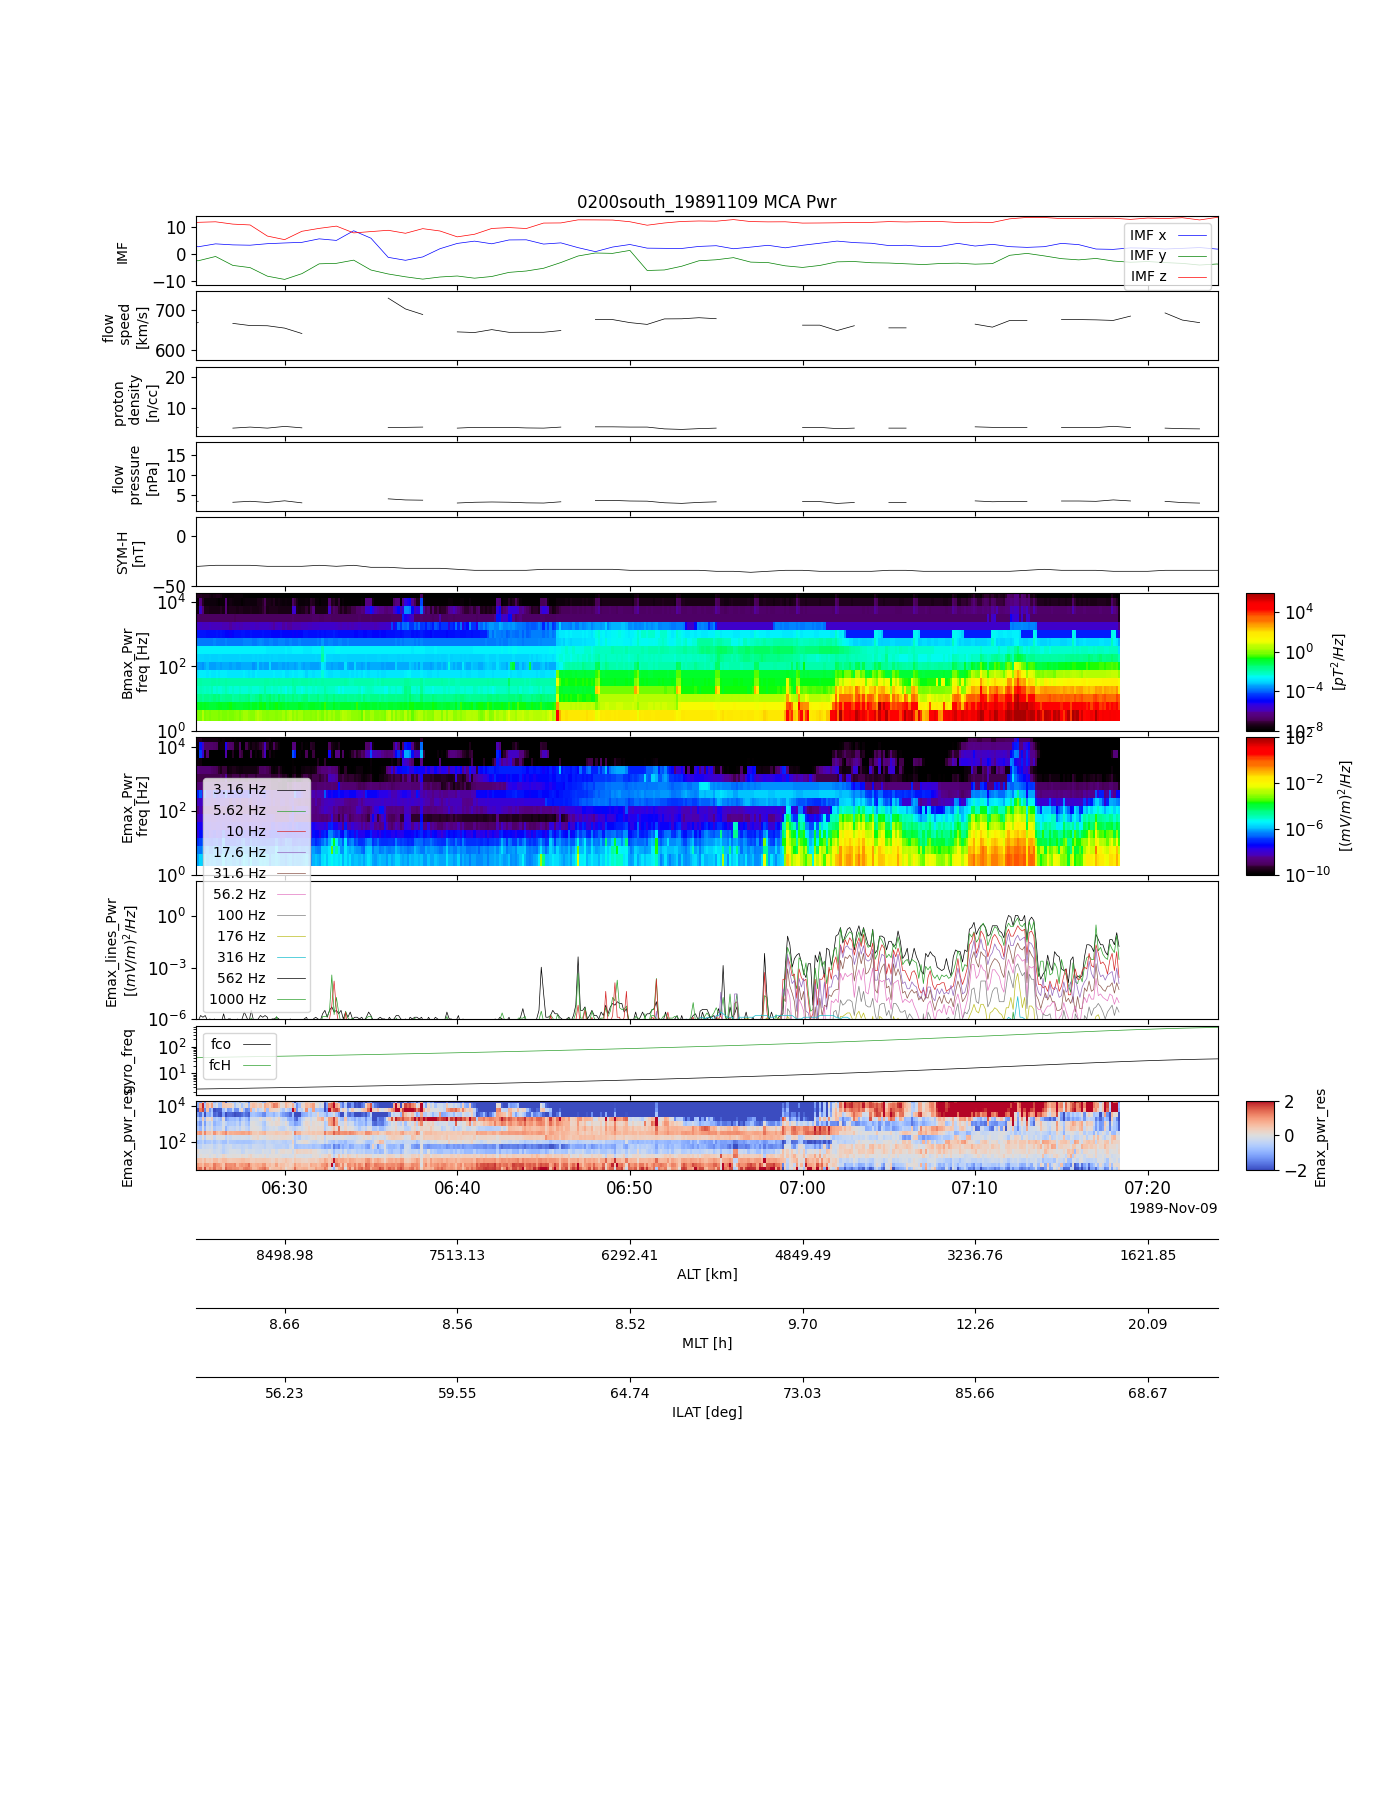 0200south_19891109 MCA Pwr
10
0
−10
IMF
IMF x
IMF y
IMF z
700
600
flow
speed
[km/s]
20
10
proton
density
[n/cc]
15
10
5
flow
pressure
[nPa]
0
−50
SYM-H
[nT]
10^4
10^2
10^0
Bmax_Pwr
freq [Hz]
10^4
10^0
10^−4
10^−8
[pT^2/Hz]
10^4
10^2
10^0
Emax_Pwr
freq [Hz]
10^2
10^−2
10^−6
10^−10
[(mV/m)^2/Hz]
3.16 Hz
5.62 Hz
10 Hz
17.6 Hz
31.6 Hz
56.2 Hz
100 Hz
176 Hz
316 Hz
562 Hz
1000 Hz
10^0
10^−3
10^−6
Emax_lines_Pwr
[(mV/m)^2/Hz]
10^2
10^1
gyro_freq
fco
fcH
10^4
10^2
Emax_pwr_res
2
0
−2
Emax_pwr_res
06:30 06:40 06:50 07:00 07:10 07:20
1989-Nov-09
8498.98 7513.13 6292.41 4849.49 3236.76 1621.85
ALT [km]
8.66 8.56 8.52 9.70 12.26 20.09
MLT [h]
56.23 59.55 64.74 73.03 85.66 68.67
ILAT [deg]